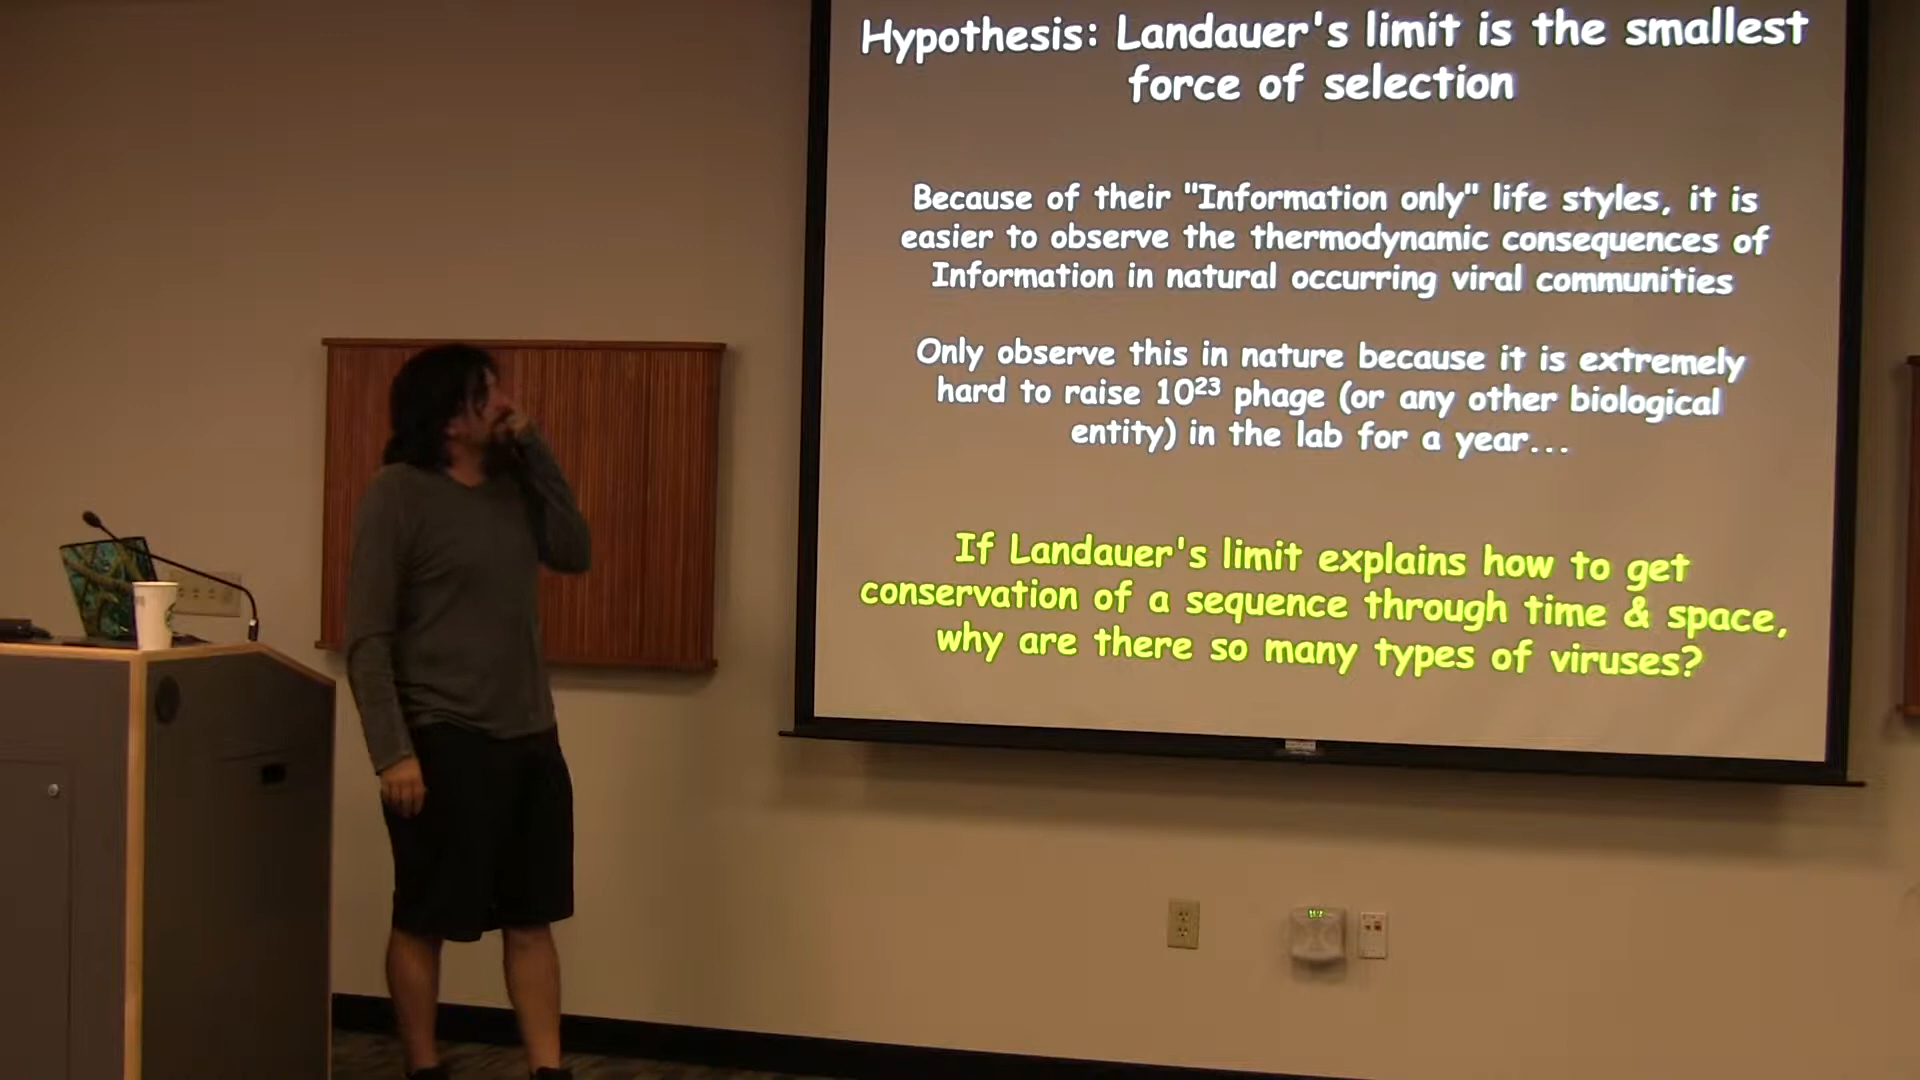 Hypothesis: Landauer's limit is the smallest
force of selection
Because of their "Information only" life styles, it is
easier to observe the thermodynamic consequences of
Information in natural occurring viral communities
Only observe this in nature because it is extremely
hard to raise 10²³ phage (or any other biological
entity) in the lab for a year...
If Landauer's limit explains how to get
conservation of a sequence through time & space,
why are there so many types of viruses?